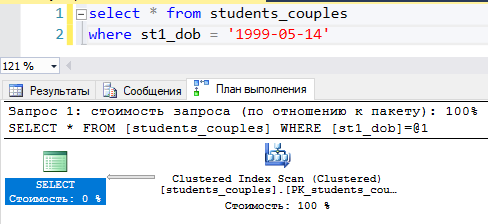 1 select * from students_couples
2 where st1_dob = '1999-05-14'
121 %
Результаты Сообщения План выполнения
Запрос 1: стоимость запроса (по отношению к пакету): 100%
SELECT * FROM [students_couples] WHERE [st1_dob]=@1
SELECT
Стоимость: 0 %
Clustered Index Scan (Clustered)
[students_couples].[PK_students_cou…
Стоимость: 100 %